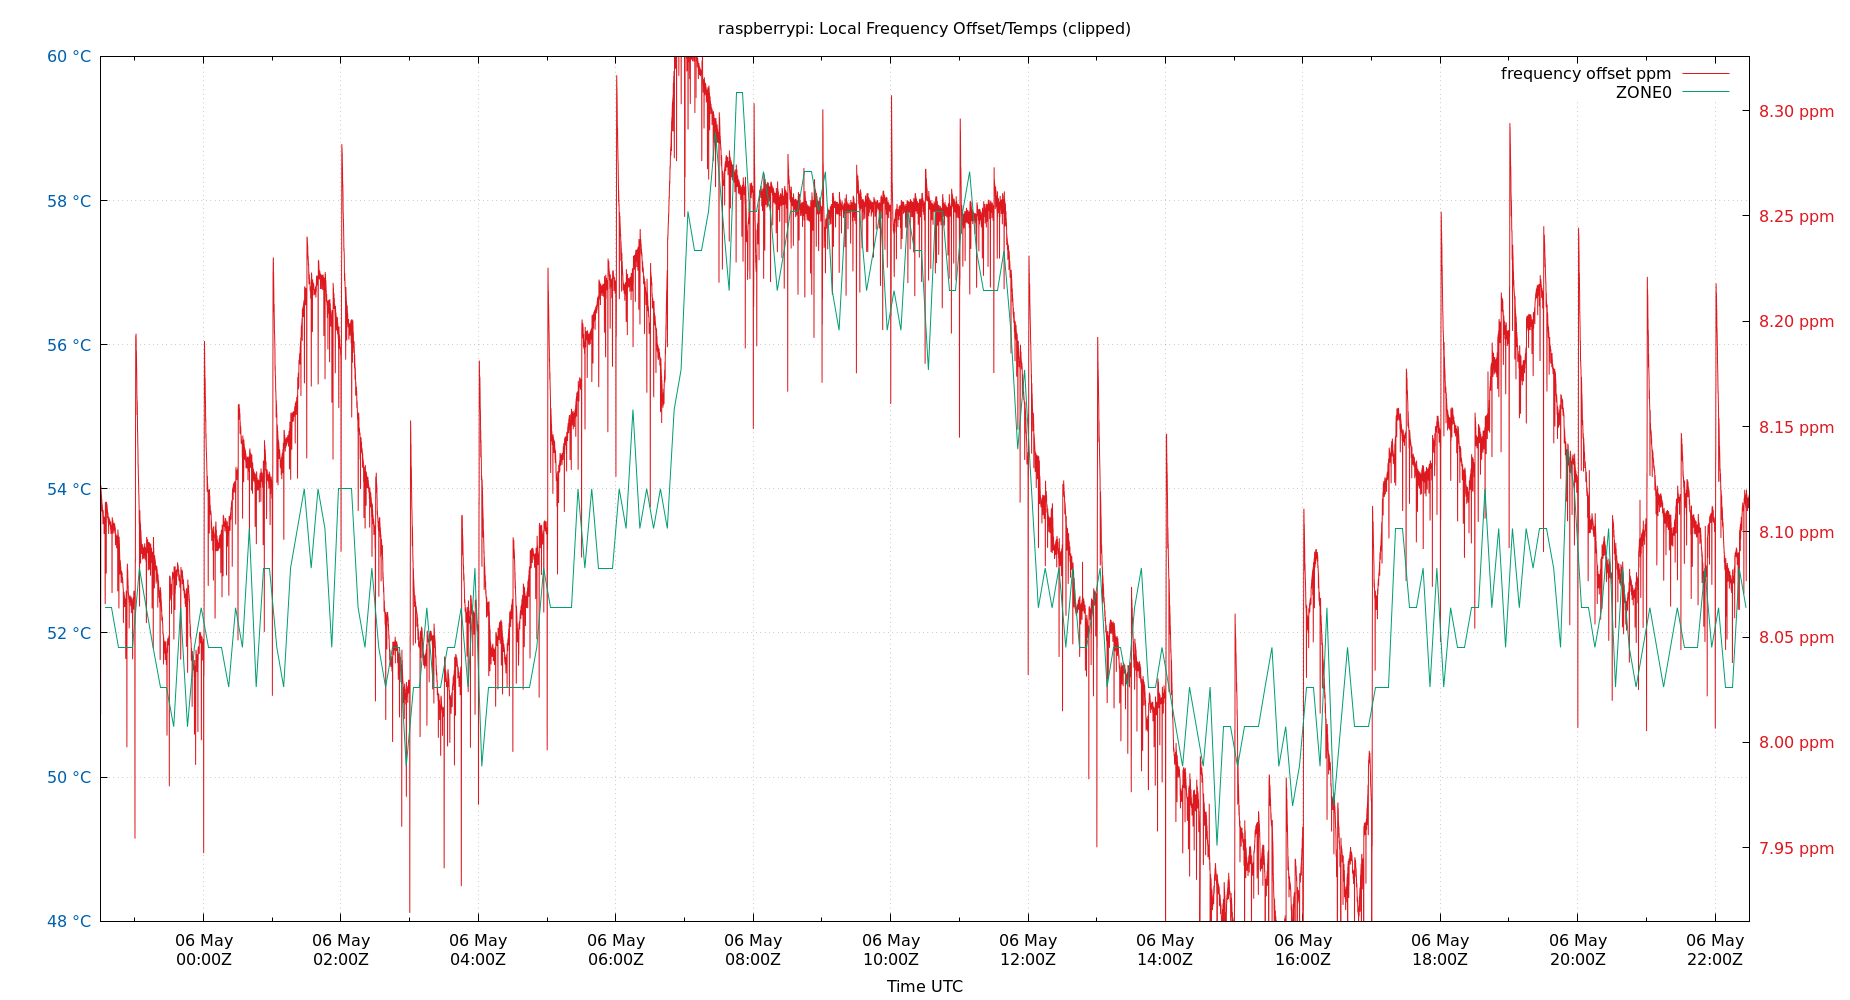 raspberrypi: Local Frequency Offset/Temps (clipped)
frequency offset ppm
ZONE0
60 °C
58 °C
56 °C
54 °C
52 °C
50 °C
48 °C
8.30 ppm
8.25 ppm
8.20 ppm
8.15 ppm
8.10 ppm
8.05 ppm
8.00 ppm
7.95 ppm
06 May 06 May 06 May 06 May 06 May 06 May 06 May 06 May 06 May 06 May 06 May 06 May
00:00Z 02:00Z 04:00Z 06:00Z 08:00Z 10:00Z 12:00Z 14:00Z 16:00Z 18:00Z 20:00Z 22:00Z
Time UTC